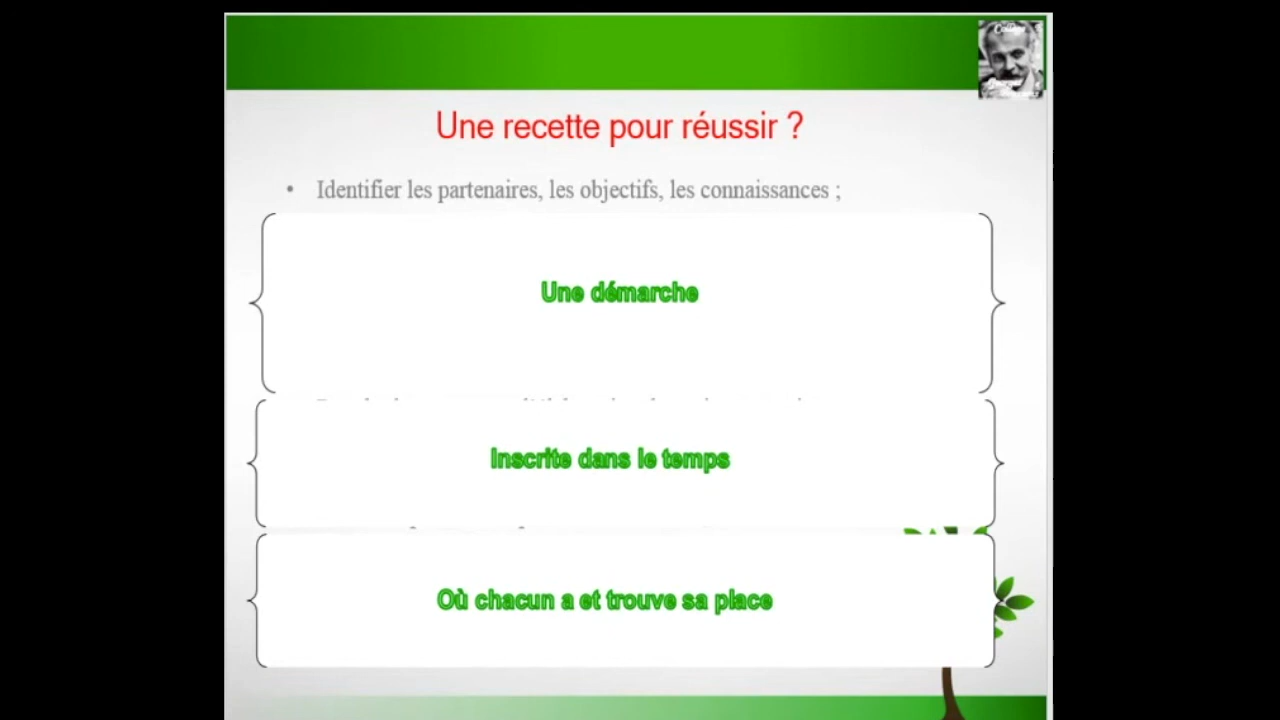 Collège
Une recette pour réussir ?
• Identifier les partenaires, les objectifs, les connaissances ;
Une démarche
Inscrite dans le temps
Où chacun a et trouve sa place